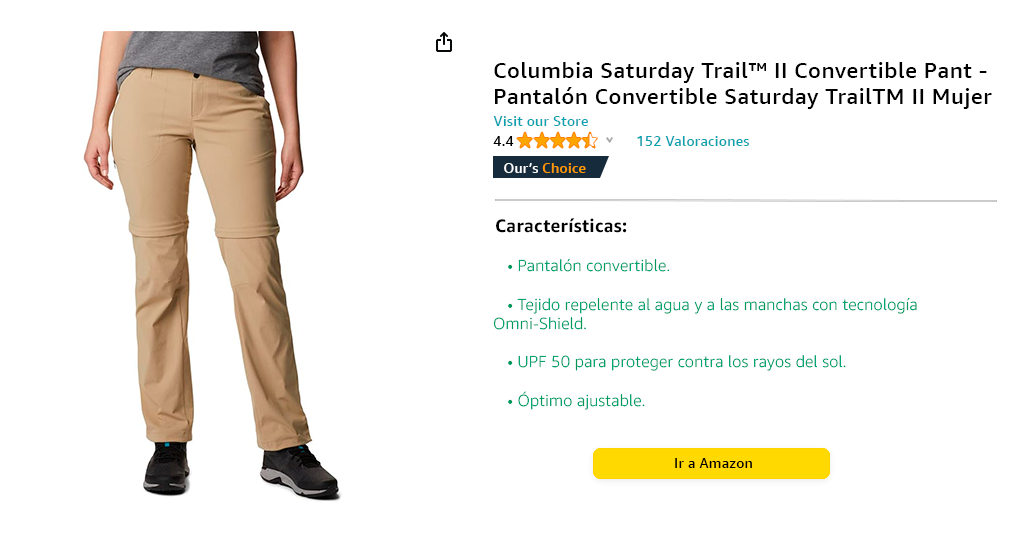 Columbia Saturday Trail™ II Convertible Pant -
Pantalón Convertible Saturday TrailTM II Mujer
Visit our Store
4.4 152 Valoraciones
Our's Choice
Características:
• Pantalón convertible.
• Tejido repelente al agua y a las manchas con tecnología
Omni-Shield.
• UPF 50 para proteger contra los rayos del sol.
• Óptimo ajustable.
Ir a Amazon